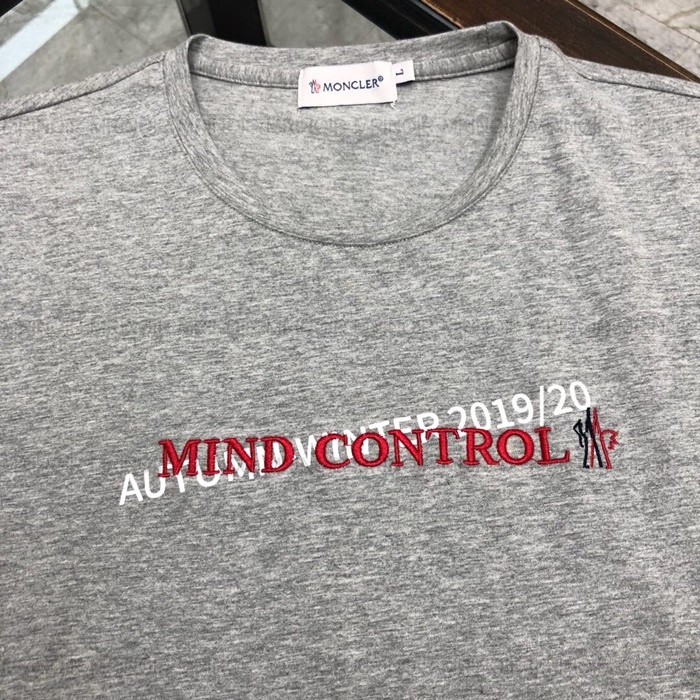 MONCLER®
L
AUTUMN WINTER 2019/20
MIND CONTROL